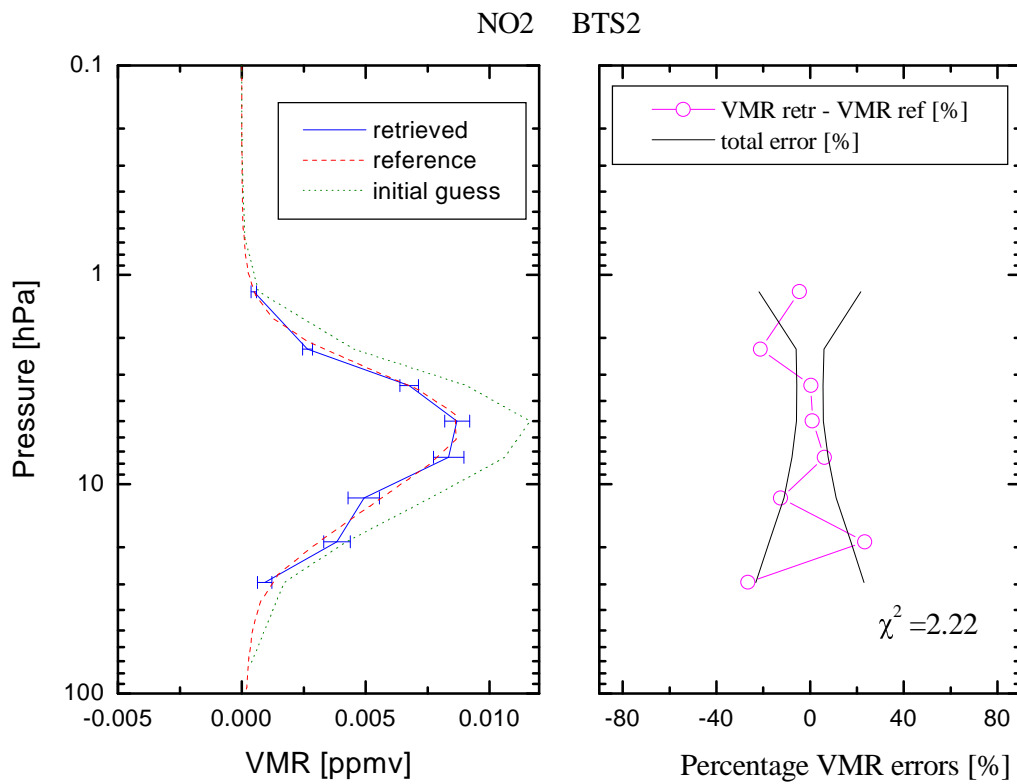 NO2 BTS2
0.1
1
10
100
Pressure [hPa]
-0.005 0.000 0.005 0.010
VMR [ppmv]
retrieved
reference
initial guess
VMR retr - VMR ref [%]
total error [%]
χ² =2.22
-80 -40 0 40 80
Percentage VMR errors [%]